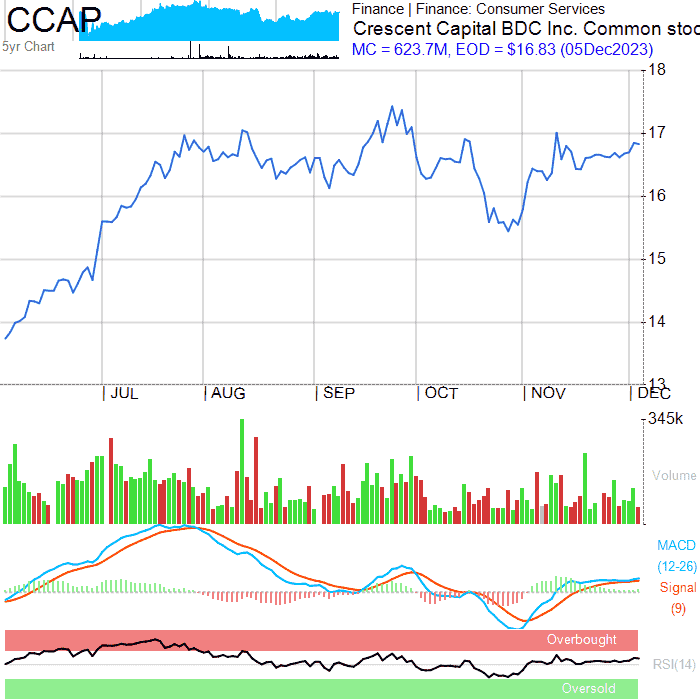 CCAP
5yr Chart
Finance | Finance: Consumer Services
Crescent Capital BDC Inc. Common stoc
MC = 623.7M, EOD = $16.83 (05Dec2023)
18
17
16
15
14
13
| JUL | AUG | SEP | OCT | NOV | DEC
345k
Volume
MACD
(12-26)
Signal
(9)
Overbought
RSI(14)
Oversold